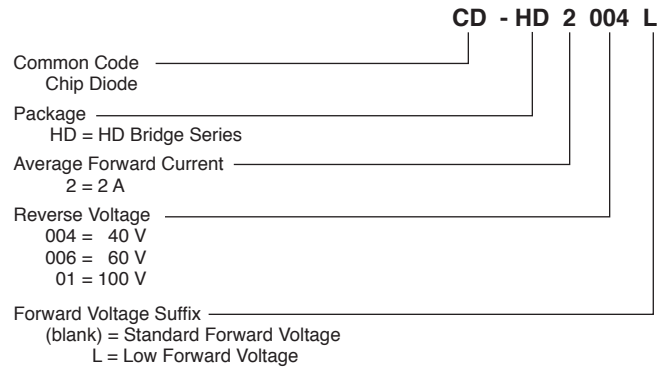 CD - HD 2 004 L
Common Code
Chip Diode
Package
HD = HD Bridge Series
Average Forward Current
2 = 2 A
Reverse Voltage
004 = 40 V
006 = 60 V
01 = 100 V
Forward Voltage Suffix
(blank) = Standard Forward Voltage
L = Low Forward Voltage